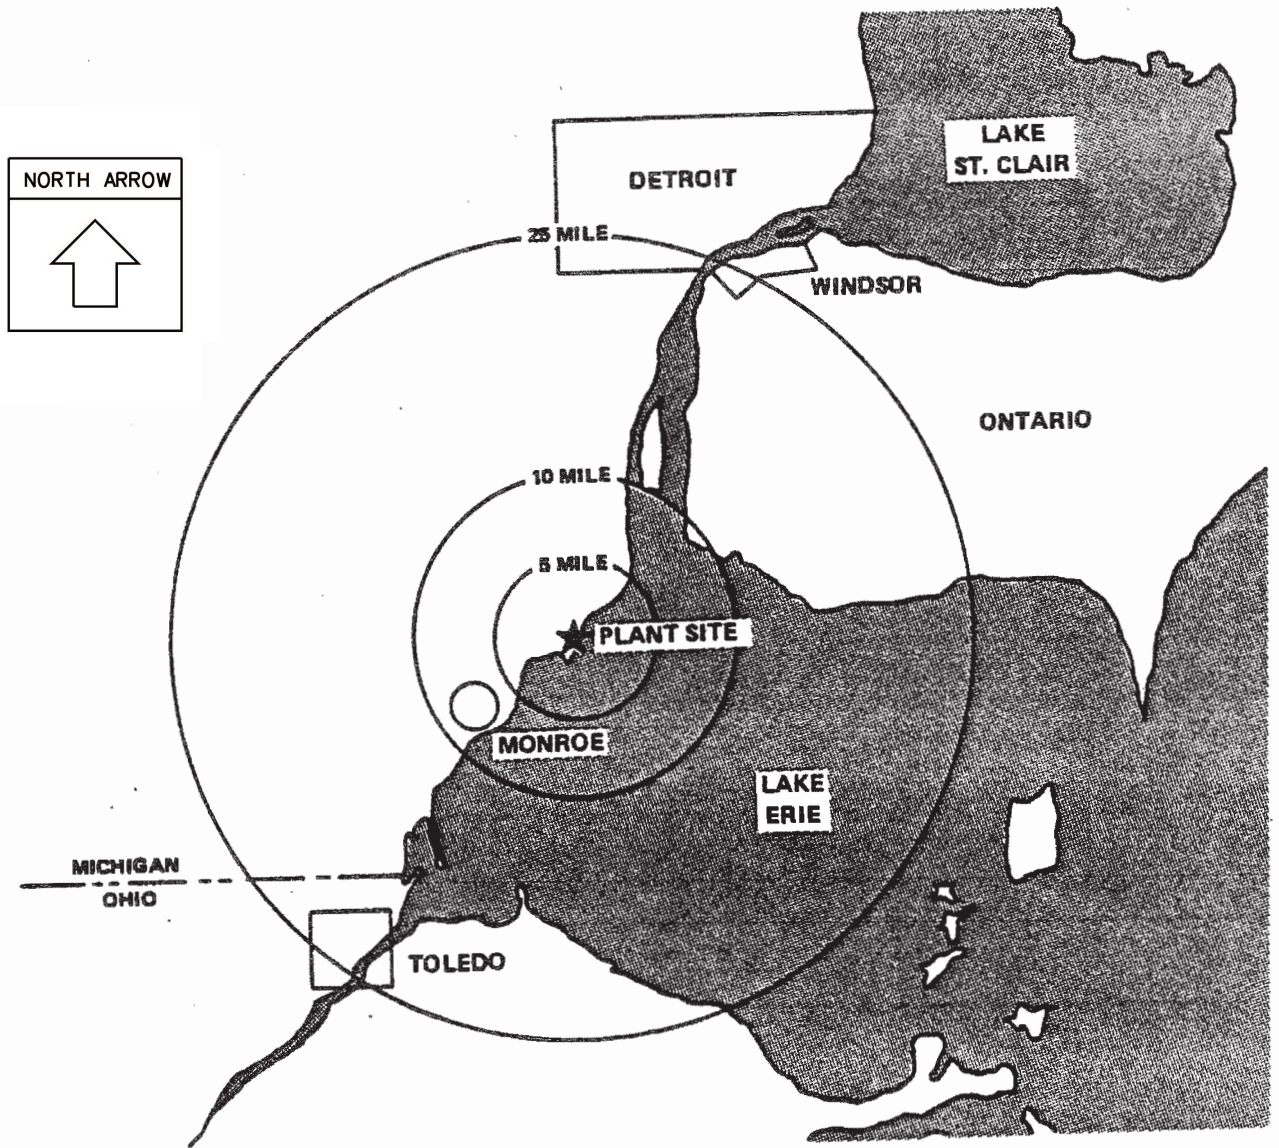 LAKE
ST. CLAIR
NORTH ARROW
DETROIT
25 MILE
WINDSOR
ONTARIO
10 MILE
5 MILE
PLANT SITE
MONROE
LAKE
ERIE
MICHIGAN
OHIO
TOLEDO